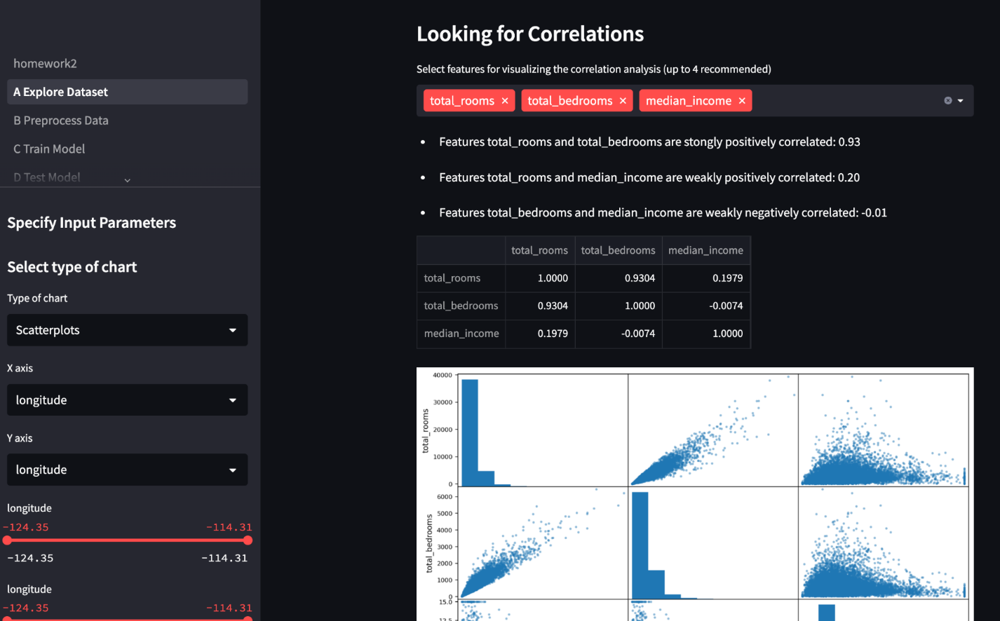 homework2
A Explore Dataset
B Preprocess Data
C Train Model
D Test Model
Specify Input Parameters
Select type of chart
Type of chart
Scatterplots
X axis
longitude
Y axis
longitude
longitude
-124.35 -114.31
-124.35 -114.31
longitude
-124.35 -114.31
Looking for Correlations
Select features for visualizing the correlation analysis (up to 4 recommended)
total_rooms × total_bedrooms × median_income ×
• Features total_rooms and total_bedrooms are stongly positively correlated: 0.93
• Features total_rooms and median_income are weakly positively correlated: 0.20
• Features total_bedrooms and median_income are weakly negatively correlated: -0.01
total_rooms total_bedrooms median_income
total_rooms 1.0000 0.9304 0.1979
total_bedrooms 0.9304 1.0000 -0.0074
median_income 0.1979 -0.0074 1.0000
40000
30000
20000
10000
0
total_rooms
6000
5000
4000
3000
2000
1000
0
total_bedrooms
15.0
12.5